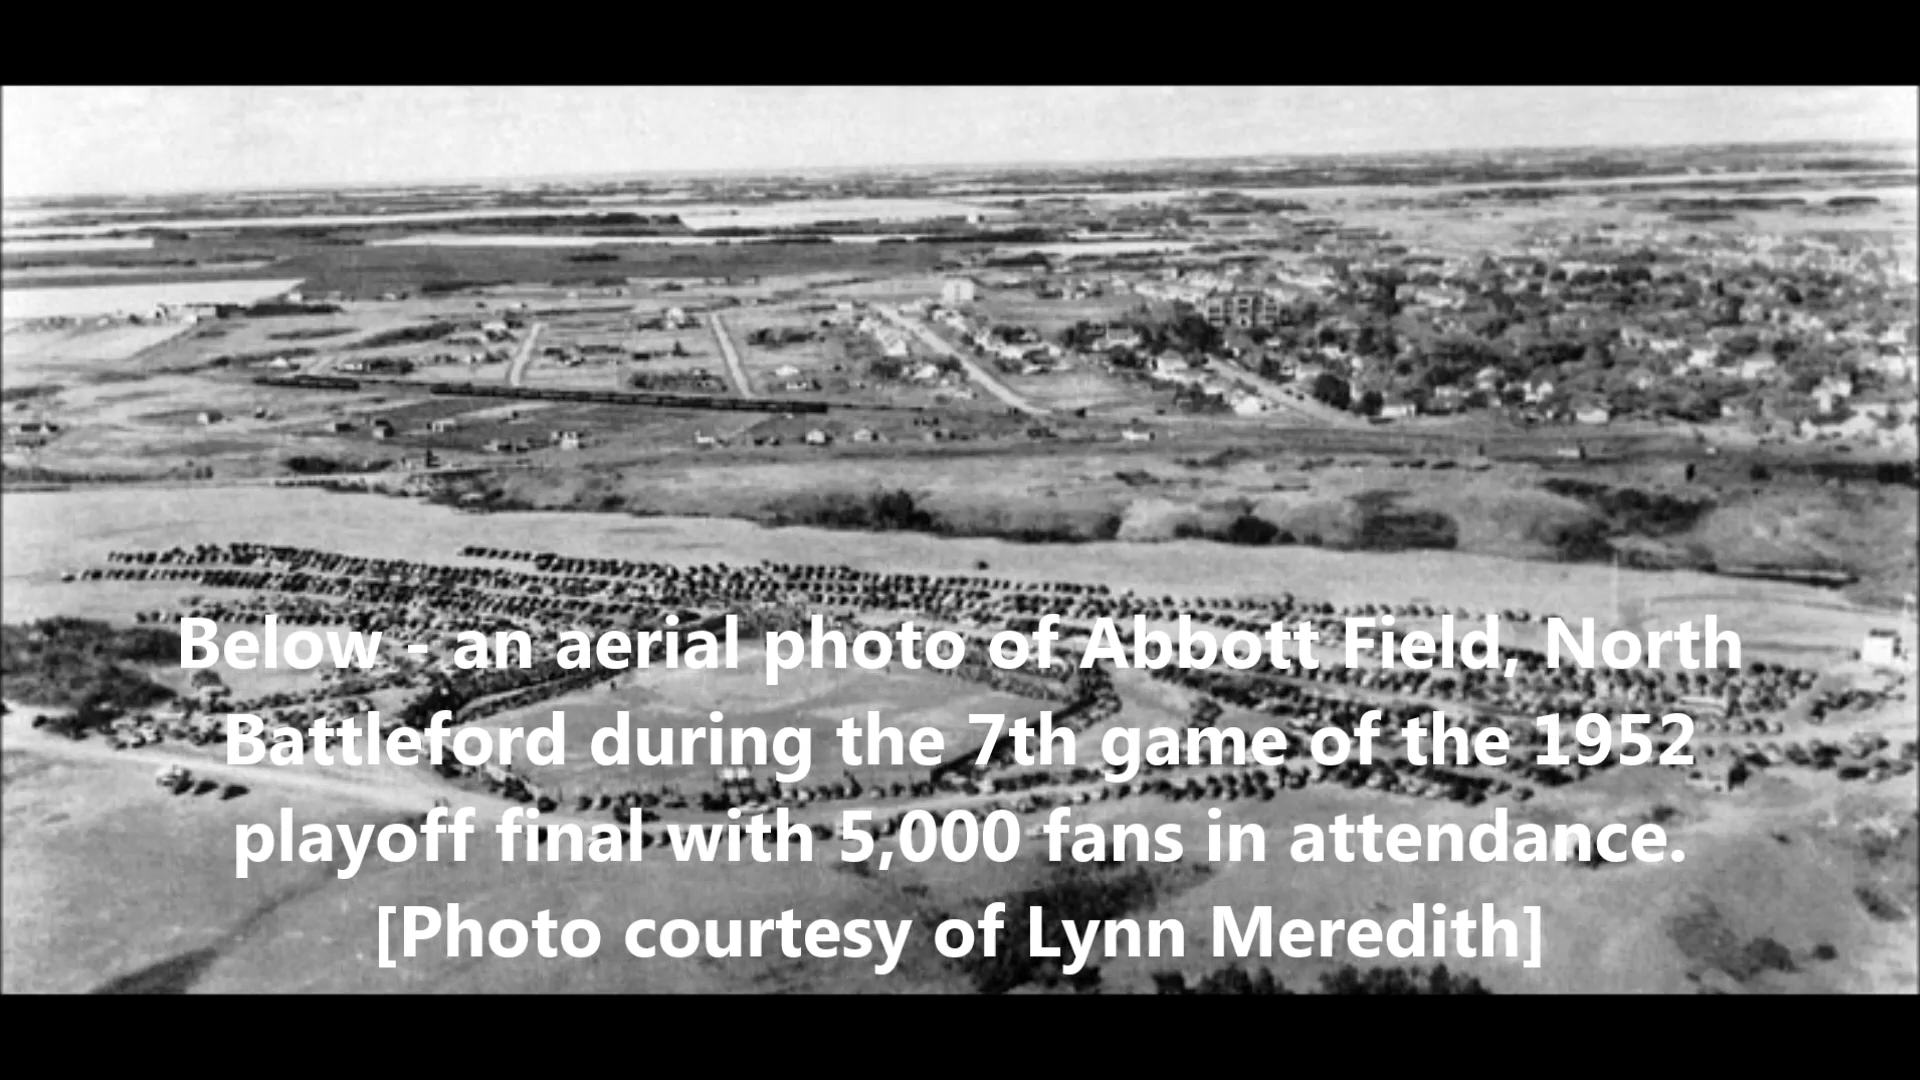 Below - an aerial photo of Abbott Field, North
Battleford during the 7th game of the 1952
playoff final with 5,000 fans in attendance.
[Photo courtesy of Lynn Meredith]